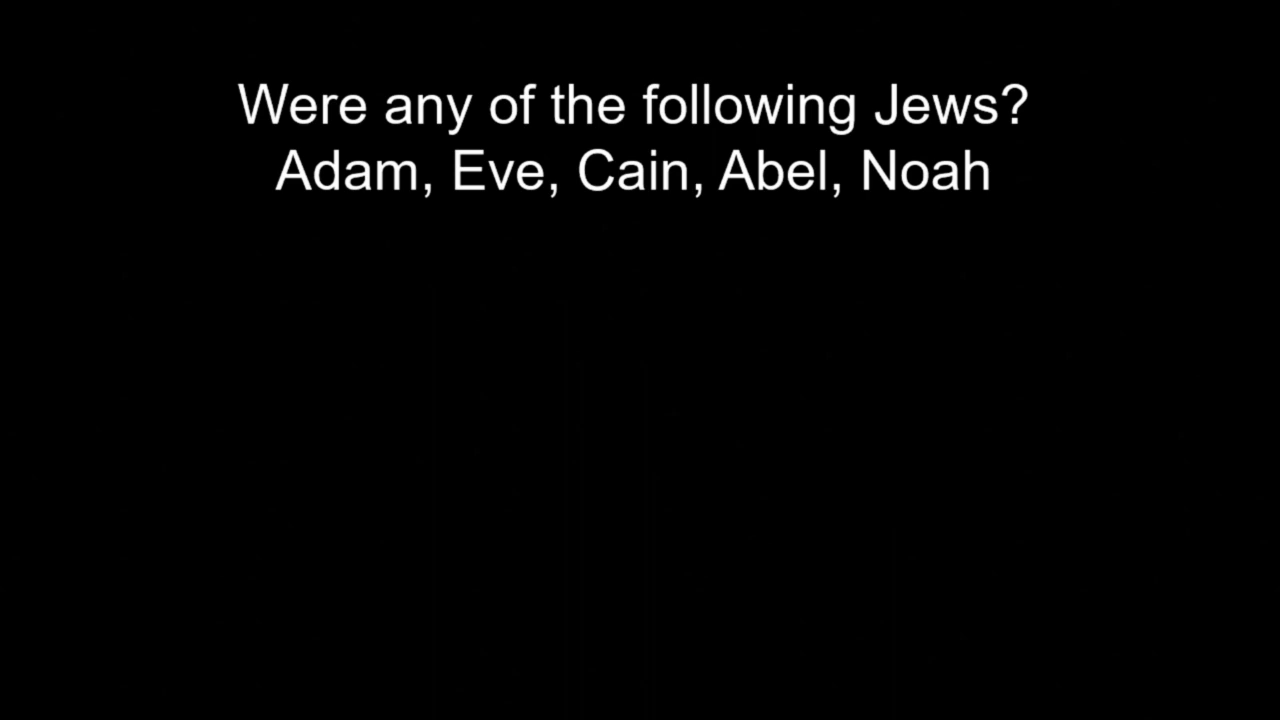 Were any of the following Jews?
Adam, Eve, Cain, Abel, Noah